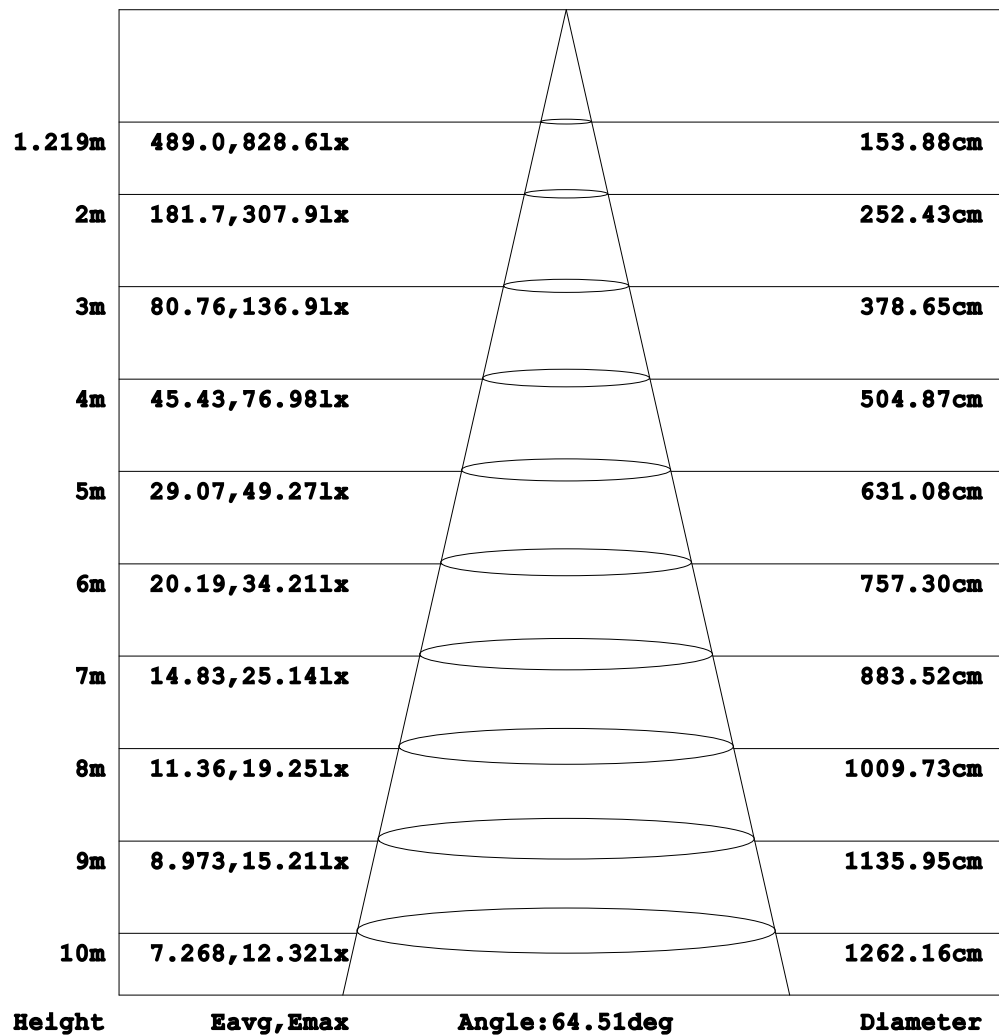 1.219m 489.0,828.6lx 153.88cm
2m 181.7,307.9lx 252.43cm
3m 80.76,136.9lx 378.65cm
4m 45.43,76.98lx 504.87cm
5m 29.07,49.27lx 631.08cm
6m 20.19,34.21lx 757.30cm
7m 14.83,25.14lx 883.52cm
8m 11.36,19.25lx 1009.73cm
9m 8.973,15.21lx 1135.95cm
10m 7.268,12.32lx 1262.16cm
Height Eavg,Emax Angle:64.51deg Diameter